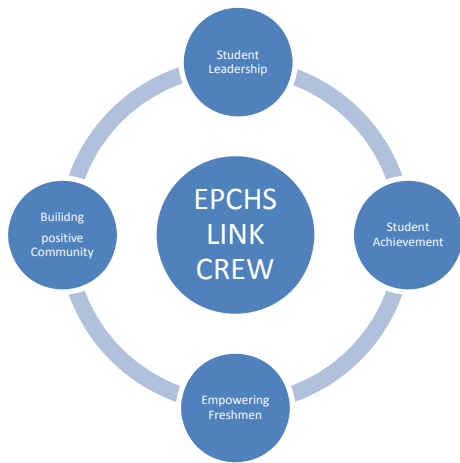 Student
Leadership
Builidng
positive
Community
EPCHS
LINK
CREW
Student
Achievement
Empowering
Freshmen